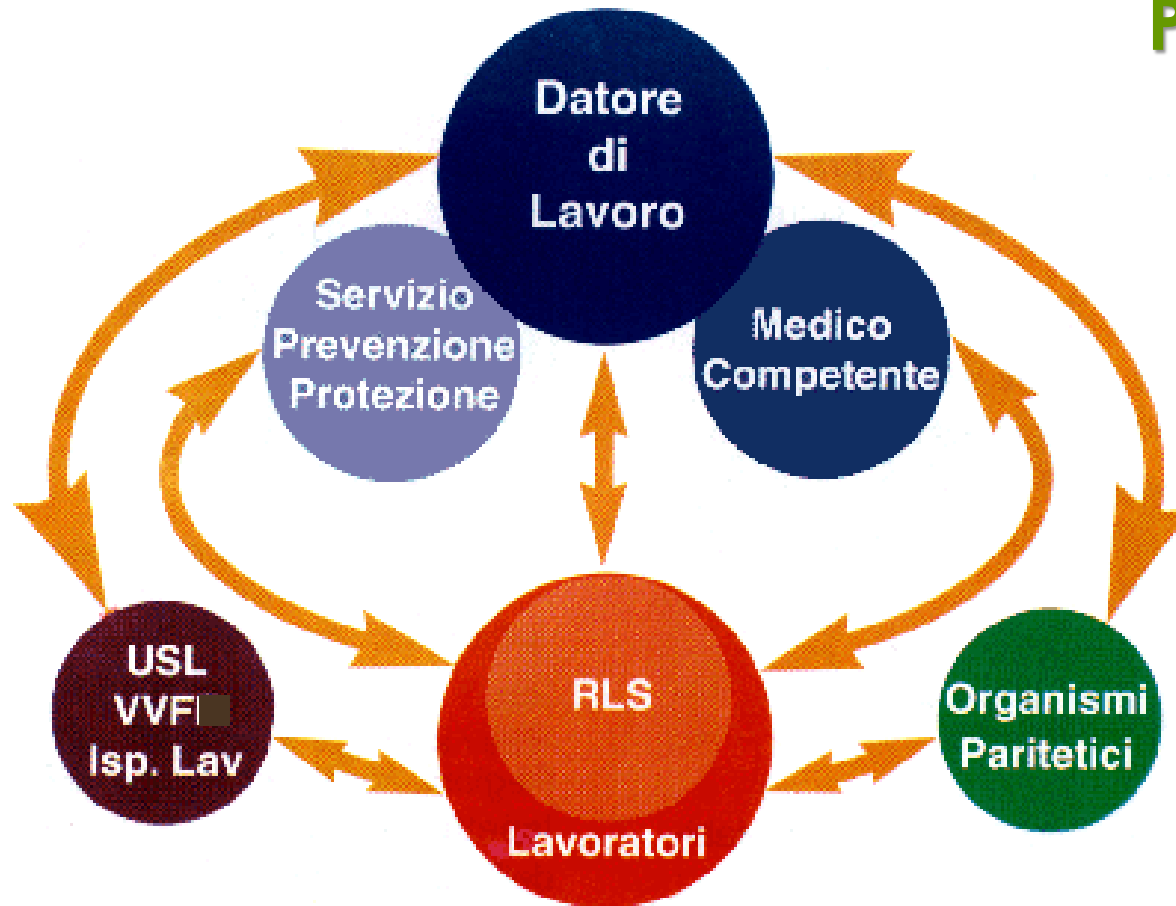 P
Datore
di
Lavoro
Servizio
Prevenzione
Protezione
Medico
Competente
USL
VVF
Isp. Lav
RLS
Lavoratori
Organismi
Paritetici